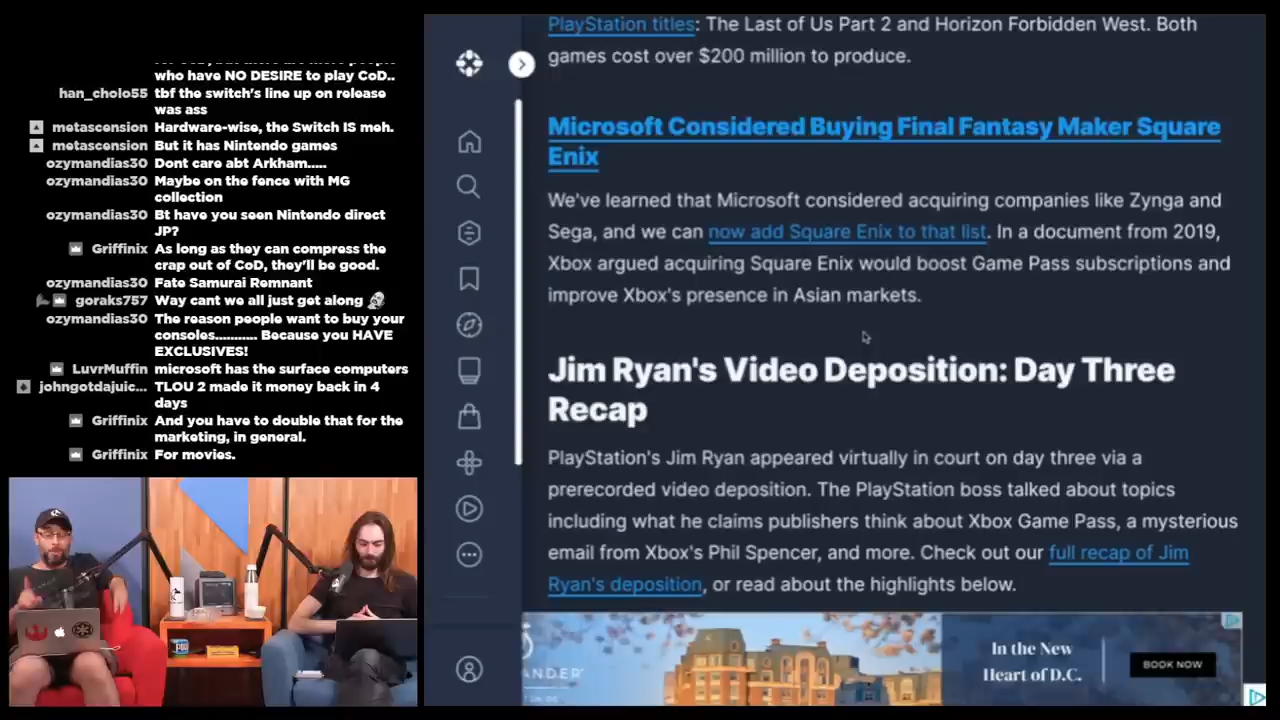 who have NO DESIRE to play CoD..
han_cholo55 tbf the switch's line up on release
was ass
metascension Hardware-wise, the Switch IS meh.
metascension But it has Nintendo games
ozymandias30 Dont care abt Arkham.....
ozymandias30 Maybe on the fence with MG
collection
ozymandias30 Bt have you seen Nintendo direct
JP?
Griffinix As long as they can compress the
crap out of CoD, they'll be good.
ozymandias30 Fate Samurai Remnant
goraks757 Way cant we all just get along
ozymandias30 The reason people want to buy your
consoles........... Because you HAVE
EXCLUSIVES!
LuvrMuffin microsoft has the surface computers
johngotdajuic... TLOU 2 made it money back in 4
days
Griffinix And you have to double that for the
marketing, in general.
Griffinix For movies.
PlayStation titles: The Last of Us Part 2 and Horizon Forbidden West. Both
games cost over $200 million to produce.
Microsoft Considered Buying Final Fantasy Maker Square
Enix
We've learned that Microsoft considered acquiring companies like Zynga and
Sega, and we can now add Square Enix to that list. In a document from 2019,
Xbox argued acquiring Square Enix would boost Game Pass subscriptions and
improve Xbox's presence in Asian markets.
Jim Ryan's Video Deposition: Day Three
Recap
PlayStation's Jim Ryan appeared virtually in court on day three via a
prerecorded video deposition. The PlayStation boss talked about topics
including what he claims publishers think about Xbox Game Pass, a mysterious
email from Xbox's Phil Spencer, and more. Check out our full recap of Jim
Ryan's deposition, or read about the highlights below.
In the New
Heart of D.C.
BOOK NOW